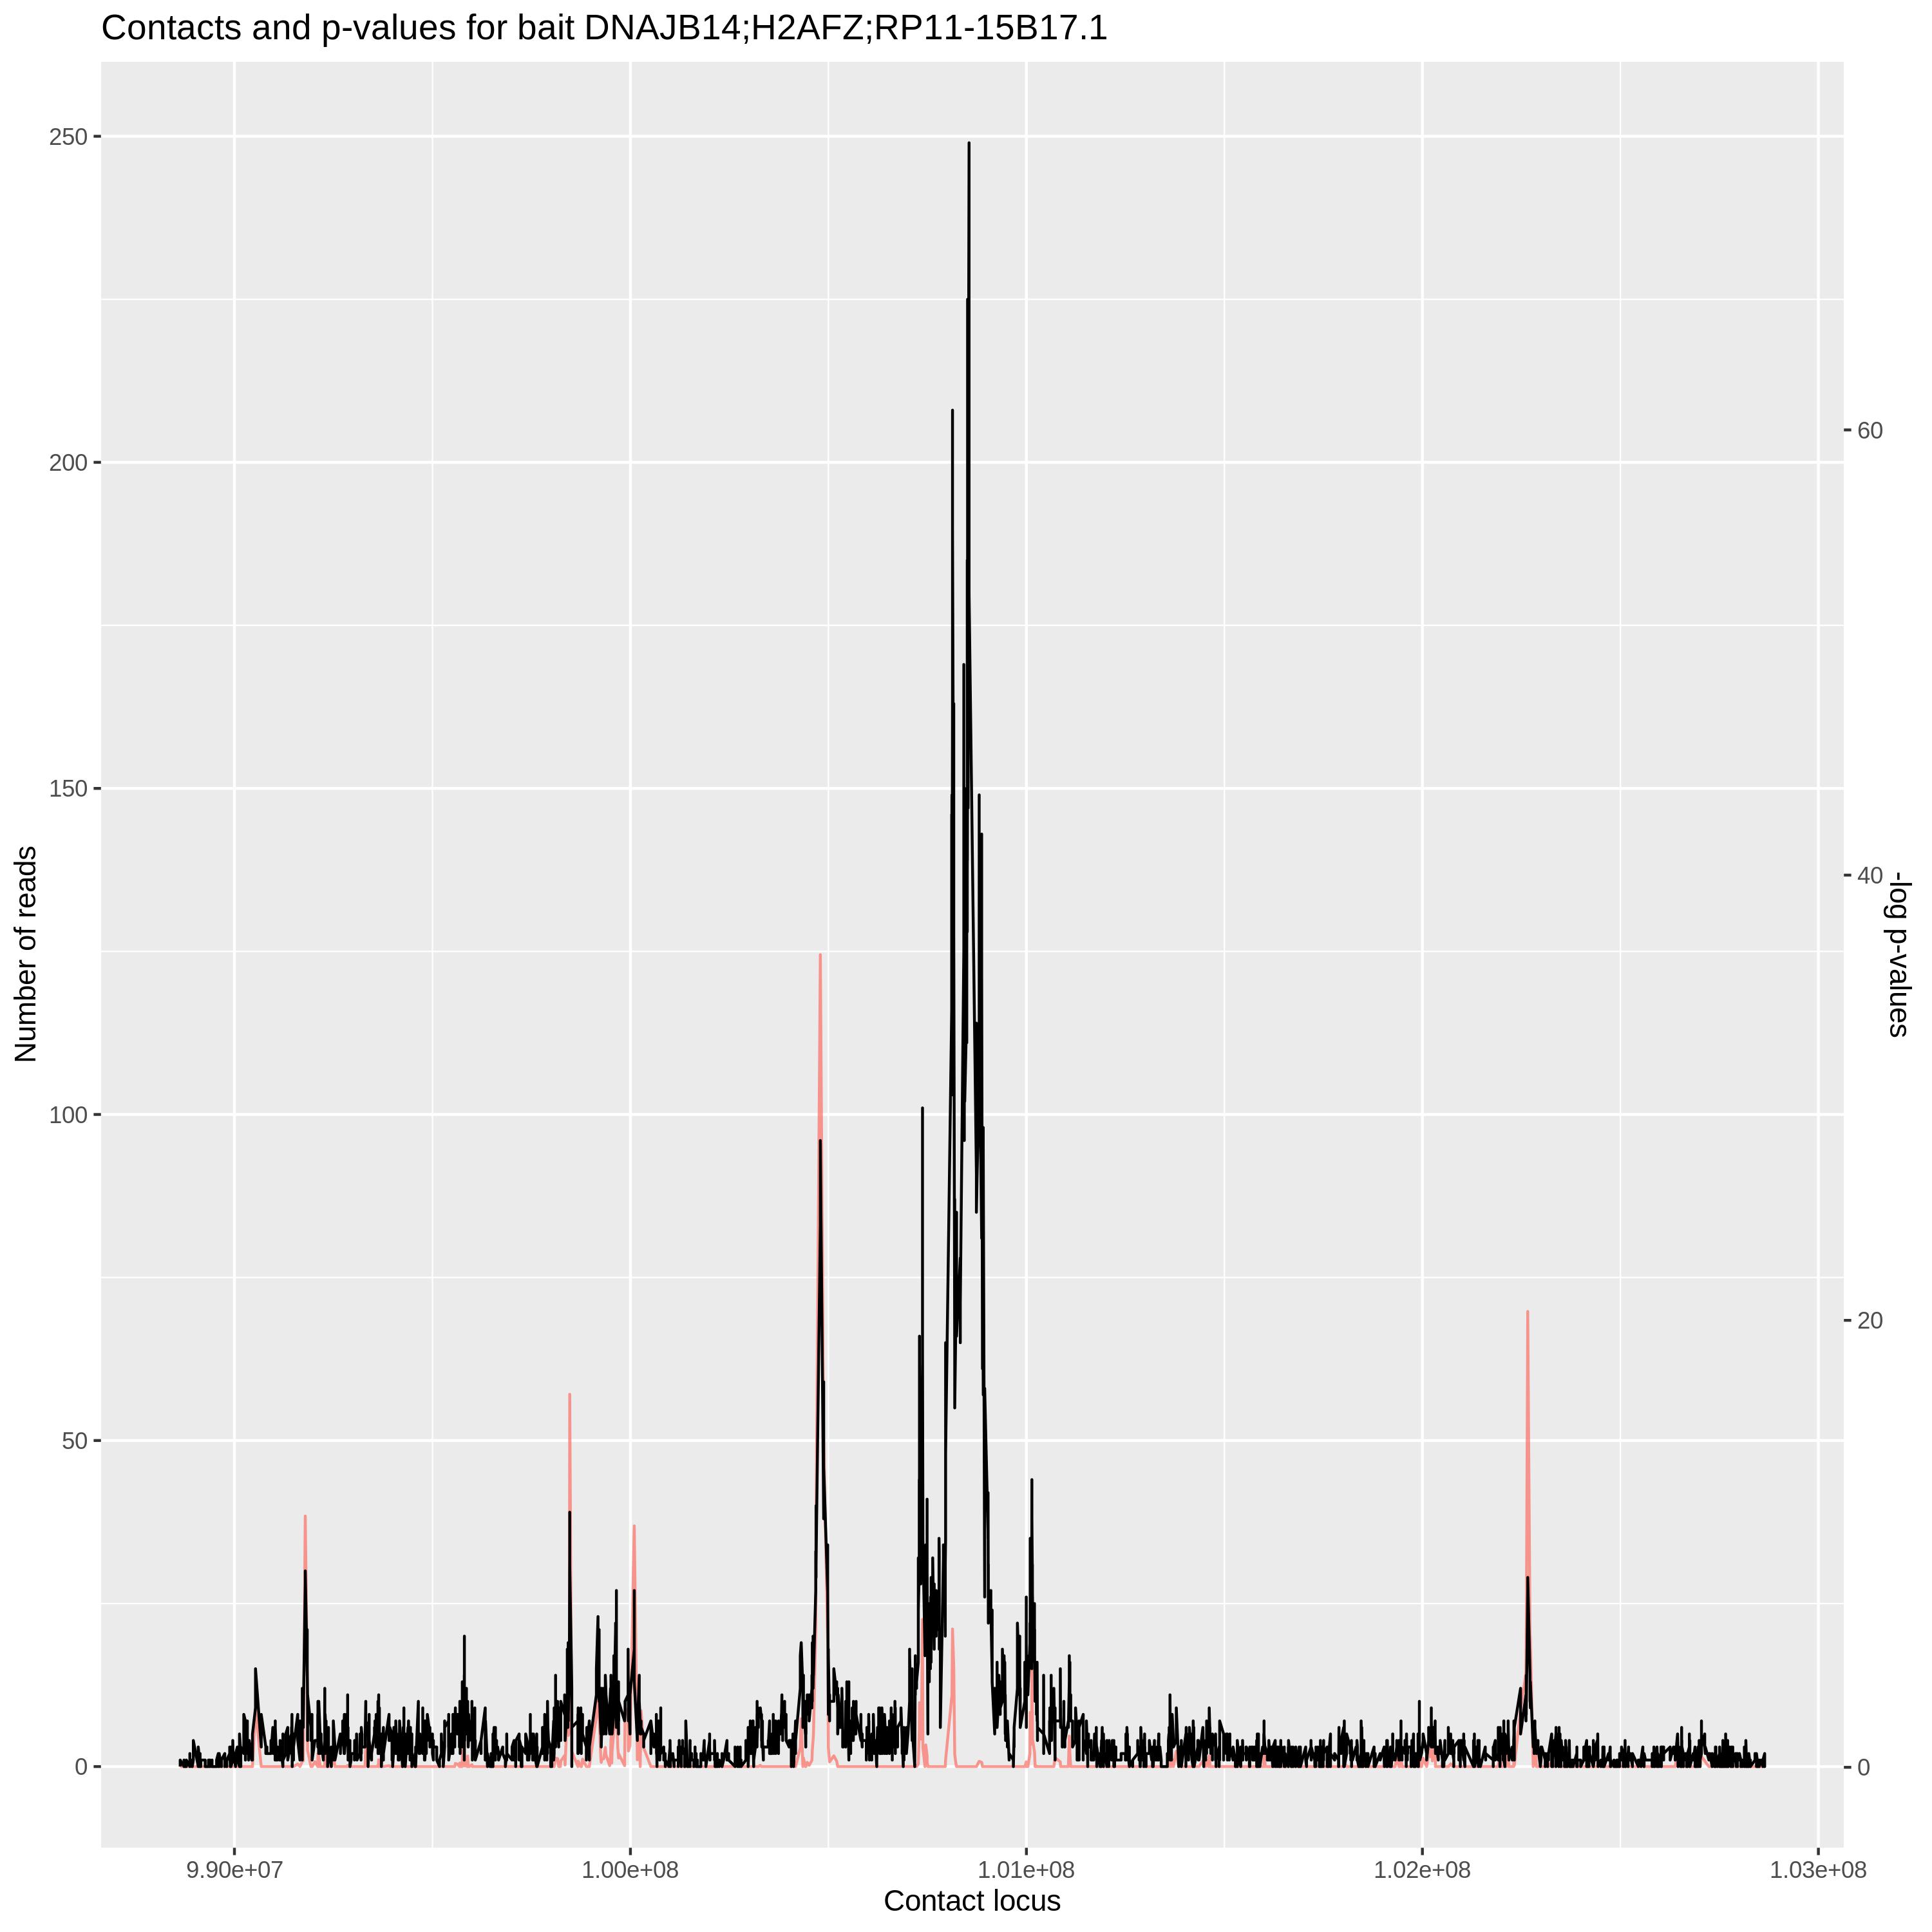 Contacts and p-values for bait DNAJB14;H2AFZ;RP11-15B17.1
250
200
150
100
50
0
Number of reads
60
40
20
0
-log p-values
9.90e+07
1.00e+08
1.01e+08
1.02e+08
1.03e+08
Contact locus